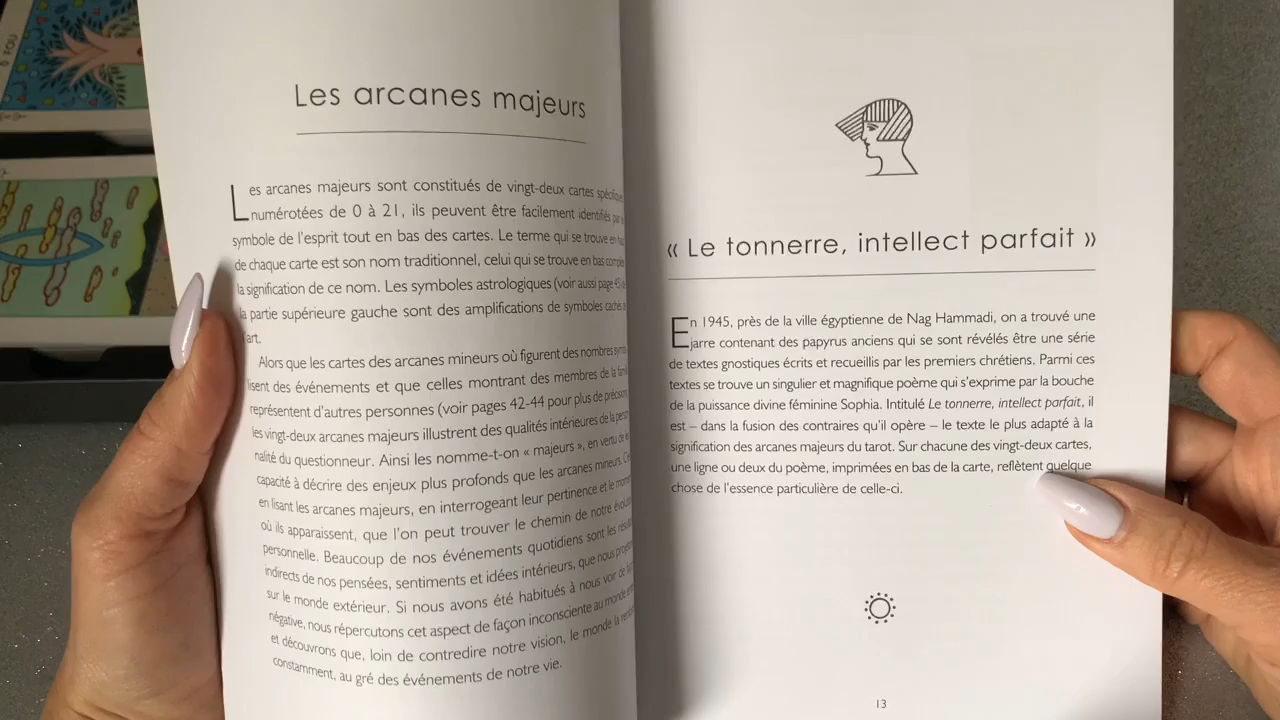 Les arcanes majeurs
Les arcanes majeurs sont constitués de vingt-deux cartes
numérotées de 0 à 21, ils peuvent être facilement identifiés
symbole de l'esprit tout en bas des cartes. Le terme qui se trouve en
de chaque carte est son nom traditionnel, celui qui se trouve en bas
la signification de ce nom. Les symboles astrologiques (voir aussi page
la partie supérieure gauche sont des amplifications de symboles cachés
l'art.
Alors que les cartes des arcanes mineurs où figurent des nombres
lisent des événements et que celles montrant des membres de la
représentent d'autres personnes (voir pages 42-44 pour plus de
les vingt-deux arcanes majeurs illustrent des qualités intérieures de la
nalité du questionneur. Ainsi les nomme-t-on « majeurs », en vertu de
capacité à décrire des enjeux plus profonds que les arcanes mineurs.
en lisant les arcanes majeurs, en interrogeant leur pertinence et le
où ils apparaissent, que l'on peut trouver le chemin de notre
personnelle. Beaucoup de nos événements quotidiens sont les
indirects de nos pensées, sentiments et idées intérieurs, que nous
sur le monde extérieur. Si nous avons été habitués à nous voir de
négative, nous répercutons cet aspect de façon inconsciente au monde
et découvrons que, loin de contredire notre vision, le monde la
constamment, au gré des événements de notre vie.
« Le tonnerre, intellect parfait »
En 1945, près de la ville égyptienne de Nag Hammadi, on a trouvé une
jarre contenant des papyrus anciens qui se sont révélés être une série
de textes gnostiques écrits et recueillis par les premiers chrétiens. Parmi ces
textes se trouve un singulier et magnifique poème qui s'exprime par la bouche
de la puissance divine féminine Sophia. Intitulé Le tonnerre, intellect parfait, il
est – dans la fusion des contraires qu'il opère – le texte le plus adapté à la
signification des arcanes majeurs du tarot. Sur chacune des vingt-deux cartes,
une ligne ou deux du poème, imprimées en bas de la carte, reflètent quelque
chose de l'essence particulière de celle-ci.
13